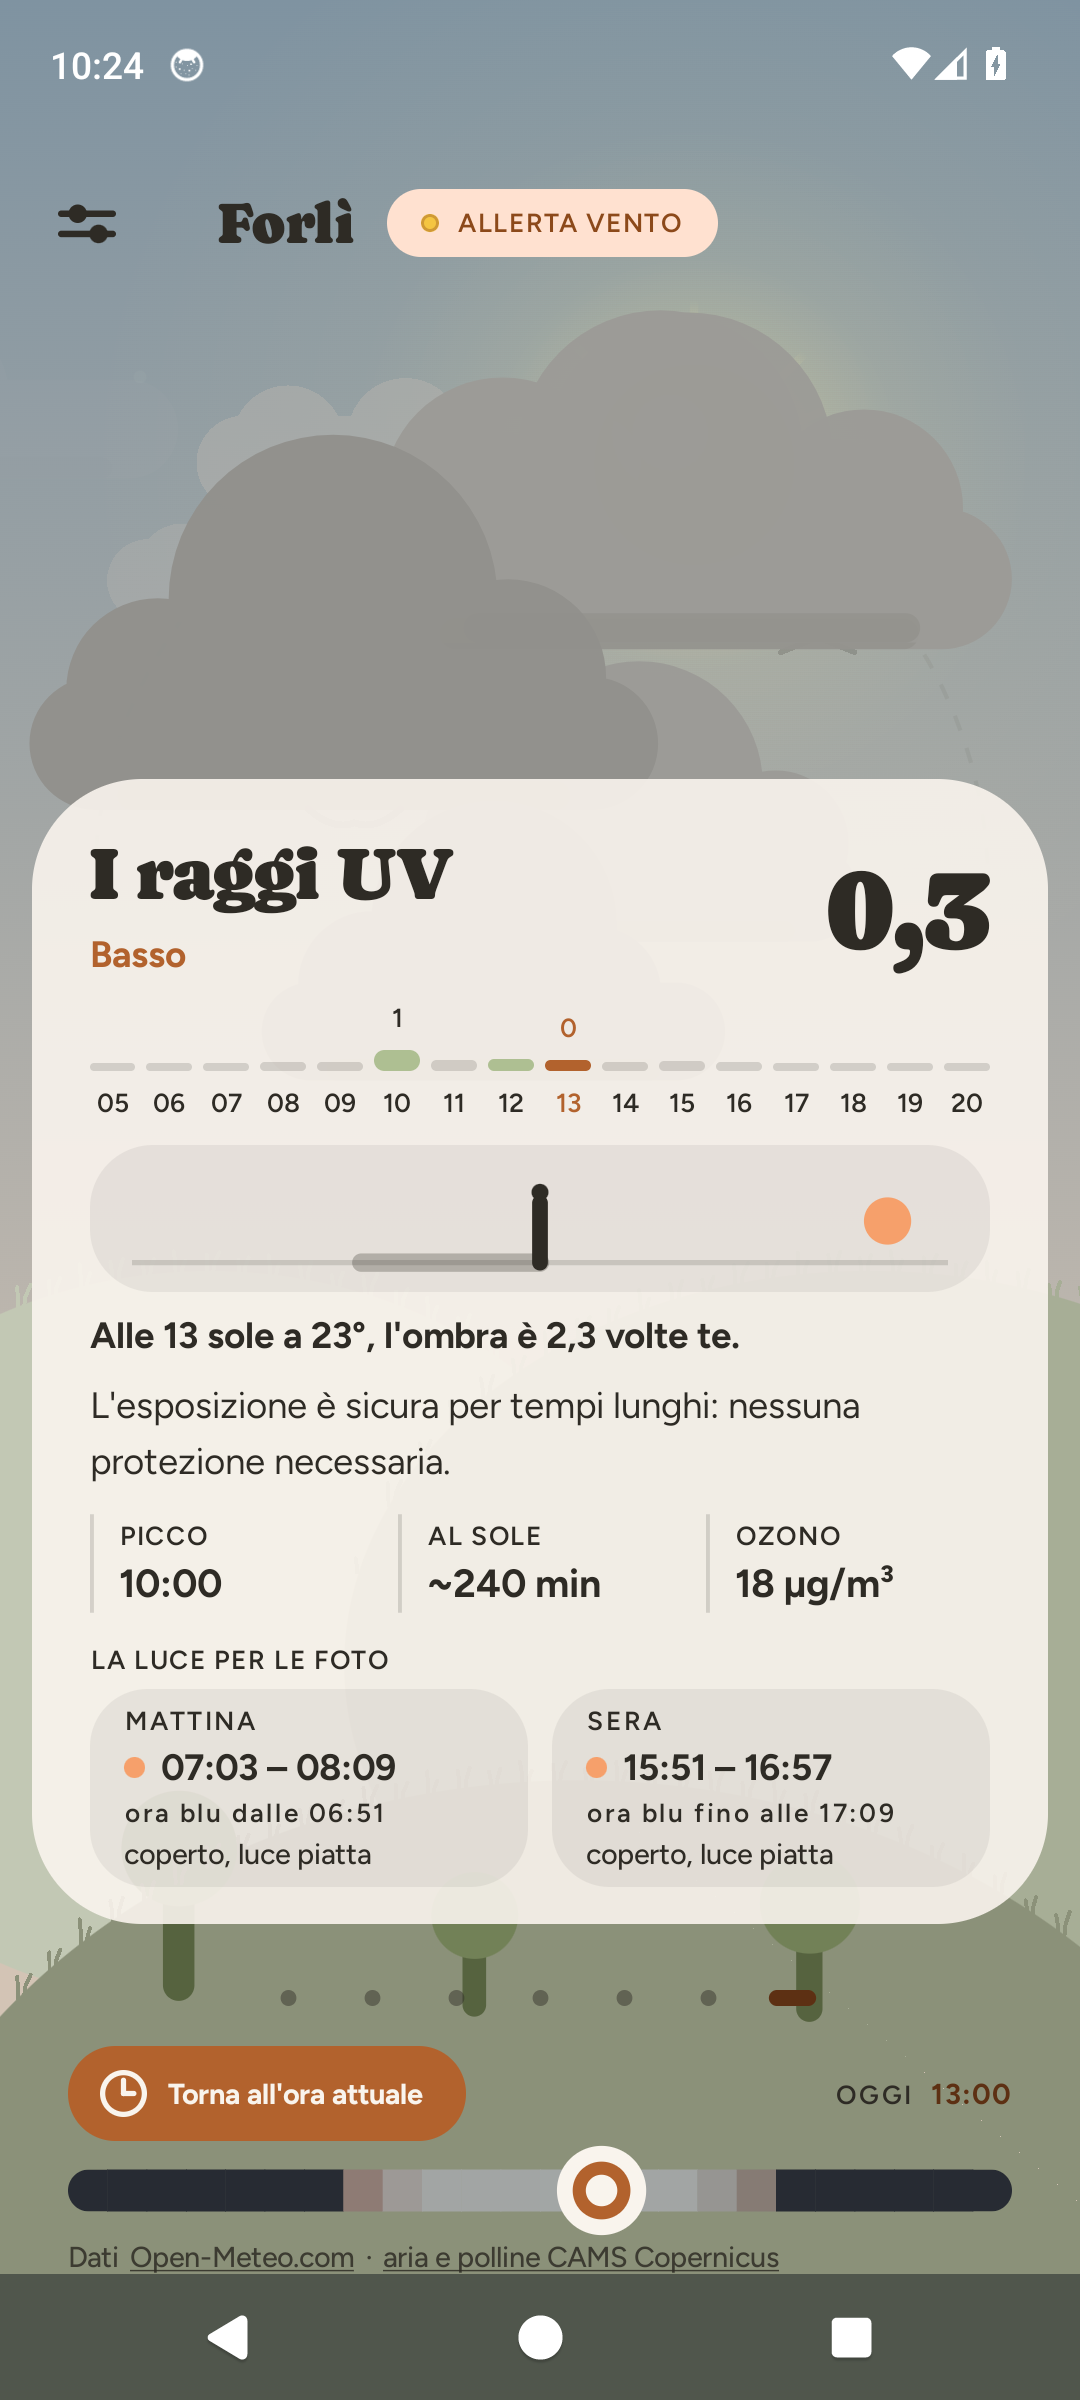 10:24
Forlì
ALLERTA VENTO
I raggi UV
0,3
Basso
1
0
05 06 07 08 09 10 11 12 13 14 15 16 17 18 19 20
Alle 13 sole a 23°, l'ombra è 2,3 volte te.
L'esposizione è sicura per tempi lunghi: nessuna
protezione necessaria.
PICCO AL SOLE OZONO
10:00 ~240 min 18 µg/m³
LA LUCE PER LE FOTO
MATTINA
07:03 – 08:09
ora blu dalle 06:51
coperto, luce piatta
SERA
15:51 – 16:57
ora blu fino alle 17:09
coperto, luce piatta
Torna all'ora attuale
OGGI 13:00
Dati Open-Meteo.com · aria e polline CAMS Copernicus